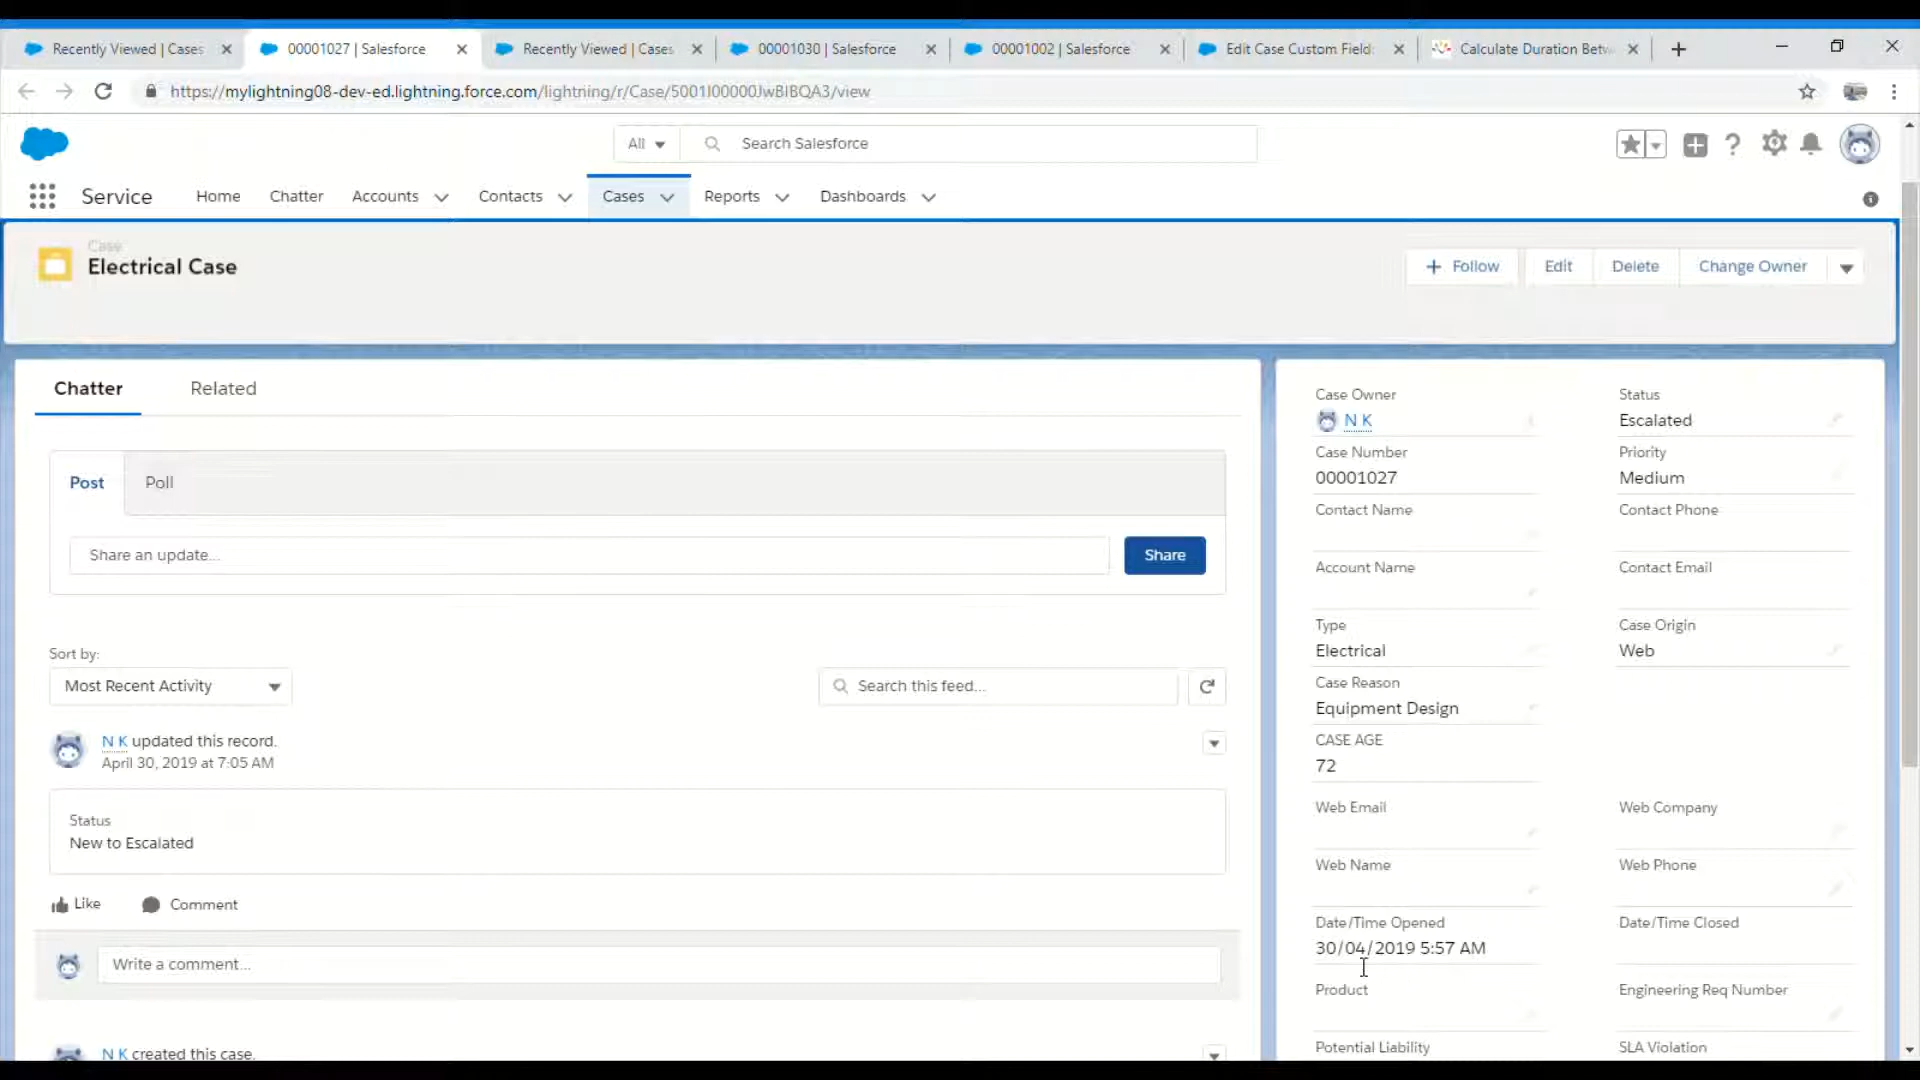 Recently Viewed | Cases
00001027 | Salesforce
Recently Viewed | Cases
00001030 | Salesforce
00001002 | Salesforce
Edit Case Custom Field:
Calculate Duration Betw
https://mylightning08-dev-ed.lightning.force.com/lightning/r/Case/5001I00000JwBIBQA3/view
All
Search Salesforce
Service
Home
Chatter
Accounts
Contacts
Cases
Reports
Dashboards
Case
Electrical Case
+ Follow
Edit
Delete
Change Owner
Chatter
Related
Post
Poll
Share an update...
Share
Sort by:
Most Recent Activity
Search this feed...
N K updated this record.
April 30, 2019 at 7:05 AM
Status
New to Escalated
Like
Comment
Write a comment...
N K created this case.
Case Owner
N K
Status
Escalated
Case Number
00001027
Priority
Medium
Contact Name
Contact Phone
Account Name
Contact Email
Type
Electrical
Case Origin
Web
Case Reason
Equipment Design
CASE AGE
72
Web Email
Web Company
Web Name
Web Phone
Date/Time Opened
30/04/2019 5:57 AM
Date/Time Closed
Product
Engineering Req Number
Potential Liability
SLA Violation